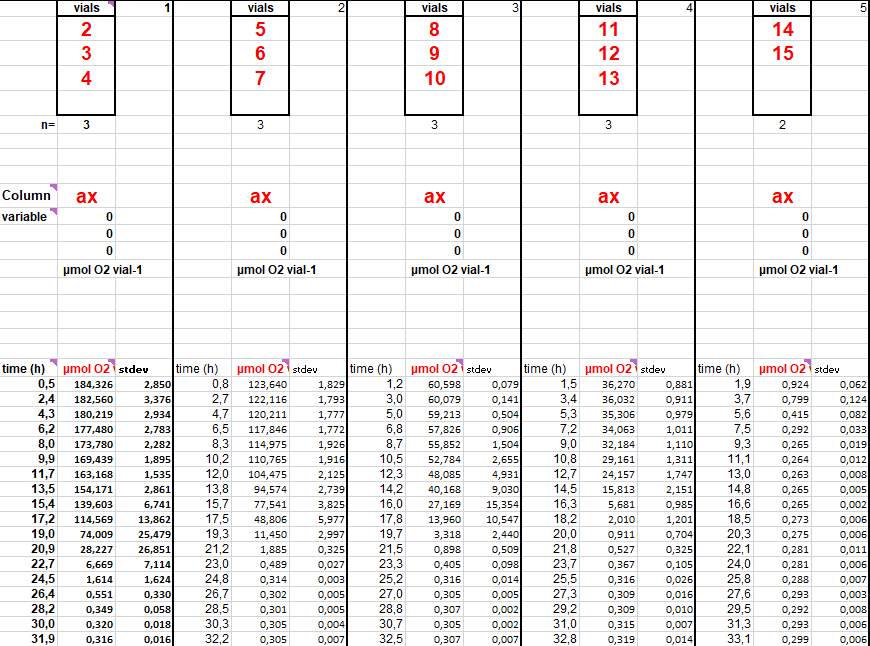 vials 1 vials 2 vials 3 vials 4 vials 5
2 5 8 11 14
3 6 9 12 15
4 7 10 13
n= 3 3 3 3 2
Column ax ax ax ax ax
variable 0 0 0 0 0
0 0 0 0 0
0 0 0 0 0
µmol O2 vial-1 µmol O2 vial-1 µmol O2 vial-1 µmol O2 vial-1 µmol O2 vial-1
time (h) µmol O2 stdev time (h) µmol O2 stdev time (h) µmol O2 stdev time (h) µmol O2 stdev time (h) µmol O2 stdev
0,5 184,326 2,850 0,8 123,640 1,829 1,2 60,598 0,079 1,5 36,270 0,881 1,9 0,924 0,062
2,4 182,560 3,376 2,7 122,116 1,793 3,0 60,079 0,141 3,4 36,032 0,911 3,7 0,799 0,124
4,3 180,219 2,934 4,7 120,211 1,777 5,0 59,213 0,504 5,3 35,306 0,979 5,6 0,415 0,082
6,2 177,480 2,783 6,5 117,846 1,772 6,8 57,826 0,906 7,2 34,063 1,011 7,5 0,292 0,033
8,0 173,780 2,282 8,3 114,975 1,926 8,7 55,852 1,504 9,0 32,184 1,110 9,3 0,265 0,019
9,9 169,439 1,895 10,2 110,765 1,916 10,5 52,784 2,655 10,8 29,161 1,311 11,1 0,264 0,012
11,7 163,168 1,535 12,0 104,475 2,125 12,3 48,085 4,931 12,7 24,157 1,747 13,0 0,263 0,008
13,5 154,171 2,861 13,8 94,574 2,739 14,2 40,168 9,030 14,5 15,813 2,151 14,8 0,265 0,005
15,4 139,603 6,741 15,7 77,541 3,825 16,0 27,169 15,354 16,3 5,681 0,985 16,6 0,265 0,002
17,2 114,569 13,862 17,5 48,806 5,977 17,8 13,960 10,547 18,2 2,010 1,201 18,5 0,273 0,006
19,0 74,009 25,479 19,3 11,450 2,997 19,7 3,318 2,440 20,0 0,911 0,704 20,3 0,275 0,006
20,9 28,227 26,851 21,2 1,885 0,325 21,5 0,898 0,509 21,8 0,527 0,325 22,1 0,281 0,011
22,7 6,669 7,114 23,0 0,489 0,027 23,3 0,405 0,098 23,7 0,367 0,105 24,0 0,281 0,006
24,5 1,614 1,624 24,8 0,314 0,003 25,2 0,316 0,014 25,5 0,316 0,026 25,8 0,288 0,007
26,4 0,551 0,330 26,7 0,302 0,005 27,0 0,305 0,005 27,3 0,309 0,016 27,6 0,293 0,003
28,2 0,349 0,058 28,5 0,301 0,005 28,8 0,307 0,002 29,2 0,309 0,010 29,5 0,292 0,008
30,0 0,320 0,018 30,3 0,305 0,004 30,7 0,305 0,002 31,0 0,315 0,007 31,3 0,293 0,006
31,9 0,316 0,016 32,2 0,305 0,007 32,5 0,307 0,007 32,8 0,319 0,014 33,1 0,299 0,006